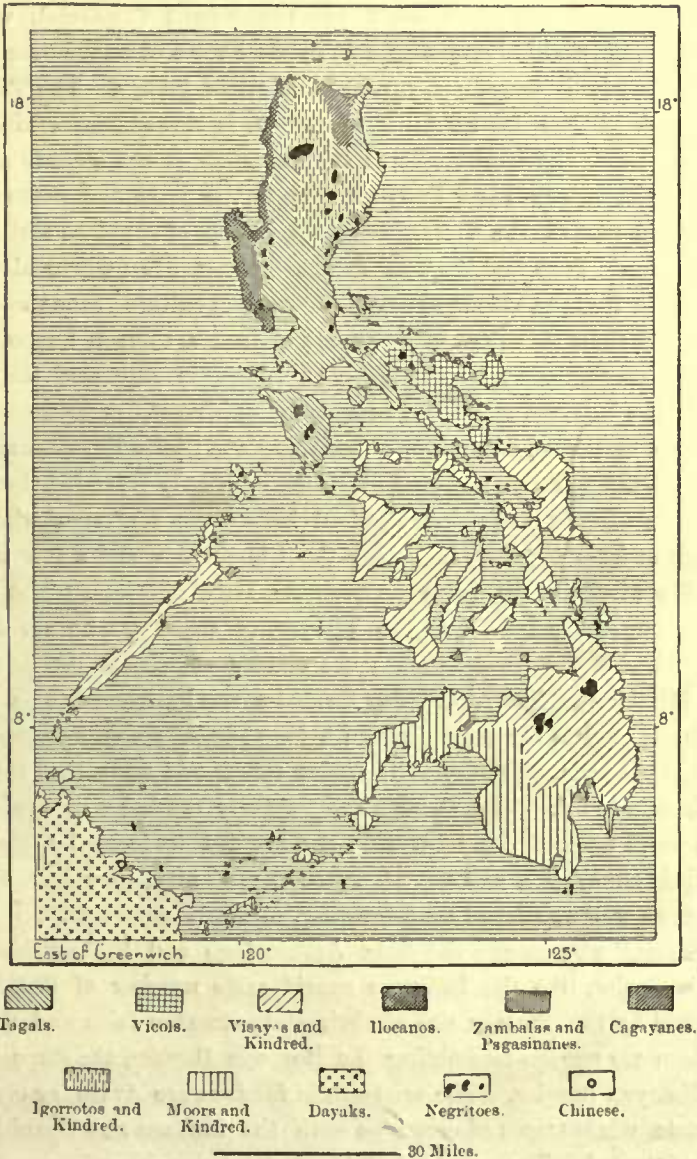 18°
18°
8°
8°
East of Greenwich
120°
125°
Tagals.
Vicols.
Visayas and
Kindred.
Ilocanos.
Zambalas and
Pagasinanes.
Cagayanes.
Igorrotos and
Kindred.
Moors and
Kindred.
Dayaks.
Negritoes.
Chinese.
80 Miles.